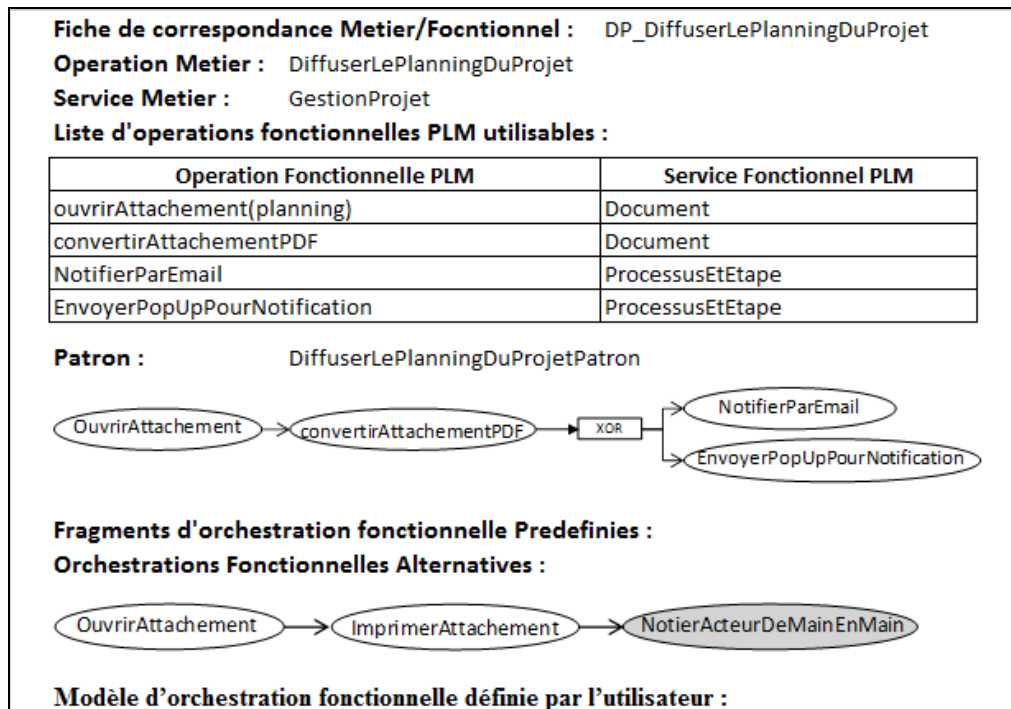 Fiche de correspondance Metier/Focntionnel : DP_DiffuserLePlanningDuProjet
Operation Metier : DiffuserLePlanningDuProjet
Service Metier : GestionProjet
Liste d'operations fonctionnelles PLM utilisables :
Operation Fonctionnelle PLM Service Fonctionnel PLM
ouvrirAttachement(planning) Document
convertirAttachementPDF Document
NotifierParEmail ProcessusEtEtape
EnvoyerPopUpPourNotification ProcessusEtEtape
Patron : DiffuserLePlanningDuProjetPatron
NotifierParEmail
OuvrirAttachement convertirAttachementPDF XOR
EnvoyerPopUpPourNotification
Fragments d'orchestration fonctionnelle Predefinies :
Orchestrations Fonctionnelles Alternatives :
OuvrirAttachement ImprimerAttachement NotierActeurDeMainEnMain
Modèle d'orchestration fonctionnelle définie par l'utilisateur :